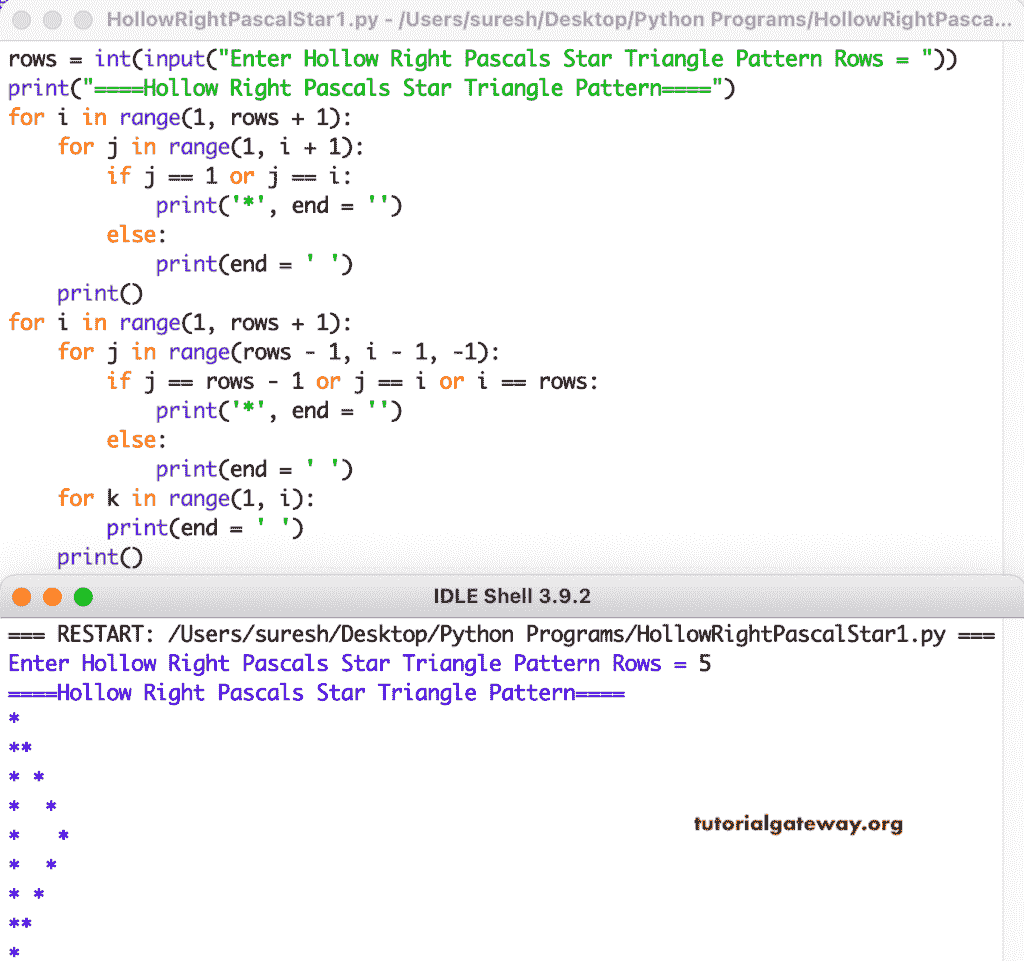 HollowRightPascalStar1.py - /Users/suresh/Desktop/Python Programs/HollowRightPasca...
rows = int(input("Enter Hollow Right Pascals Star Triangle Pattern Rows = "))
print("====Hollow Right Pascals Star Triangle Pattern====")
for i in range(1, rows + 1):
    for j in range(1, i + 1):
        if j == 1 or j == i:
            print('*', end = '')
        else:
            print(end = ' ')
    print()
for i in range(1, rows + 1):
    for j in range(rows - 1, i - 1, -1):
        if j == rows - 1 or j == i or i == rows:
            print('*', end = '')
        else:
            print(end = ' ')
    for k in range(1, i):
        print(end = ' ')
    print()
IDLE Shell 3.9.2
=== RESTART: /Users/suresh/Desktop/Python Programs/HollowRightPascalStar1.py ===
Enter Hollow Right Pascals Star Triangle Pattern Rows = 5
====Hollow Right Pascals Star Triangle Pattern====
*
**
* *
*  *
*   *
*  *
* *
**
*
tutorialgateway.org